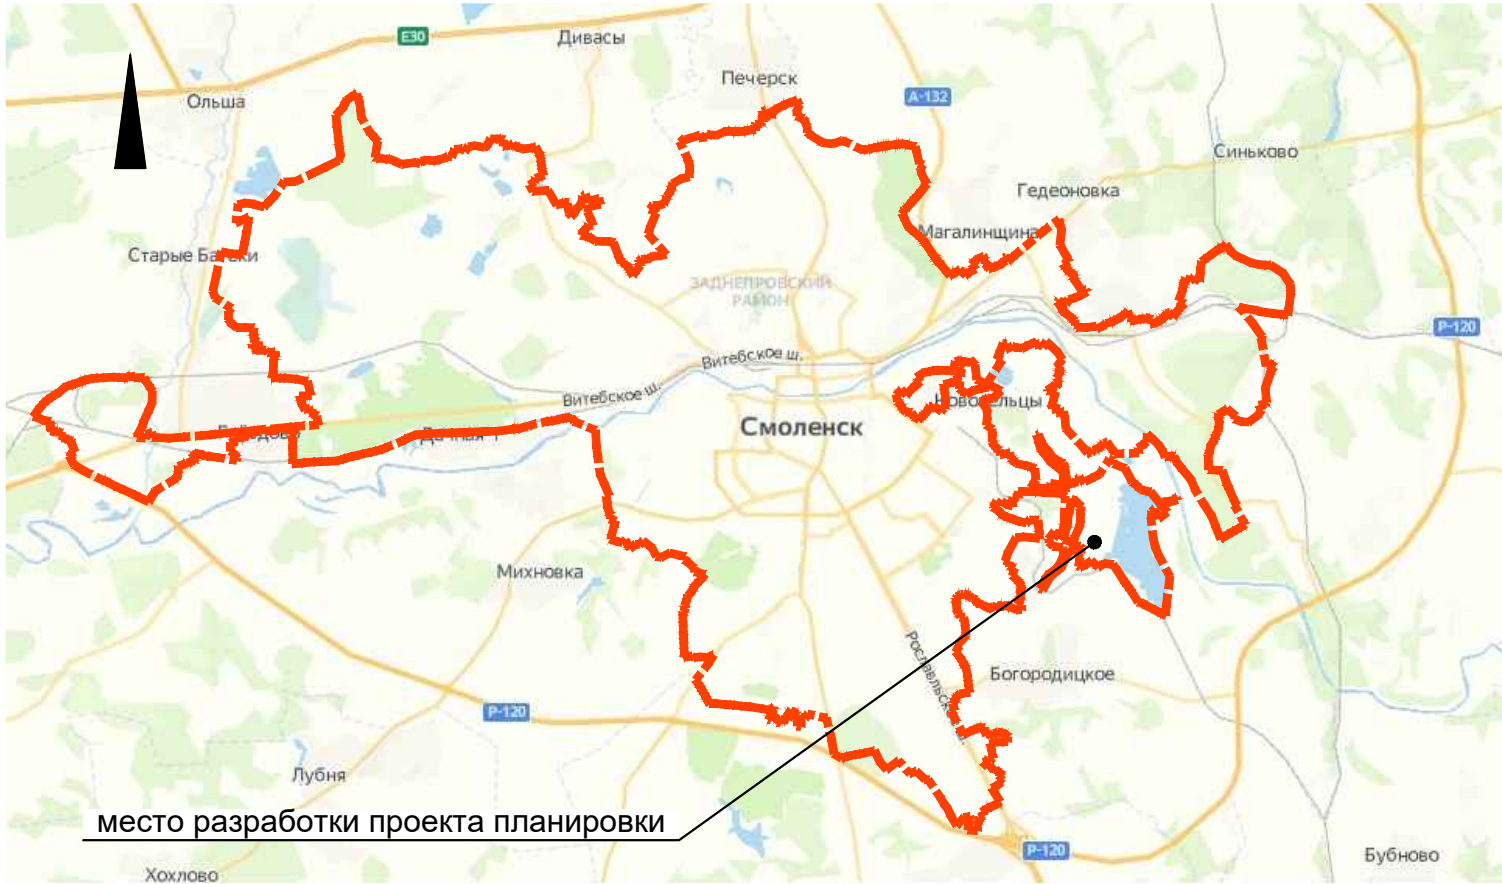 Дивасы
E30
Печерск
Ольша
А-132
Синьково
Гедеоновка
Магалинщина
Старые Батеки
ЗАДНЕПРОВСКИЙ
РАЙОН
Р-120
Витебское ш.
Витебское ш.
Новосельцы
Смоленск
Михновка
Рославльское ш.
Богородицкое
Р-120
Лубня
место разработки проекта планировки
Р-120
Бубново
Хохлово